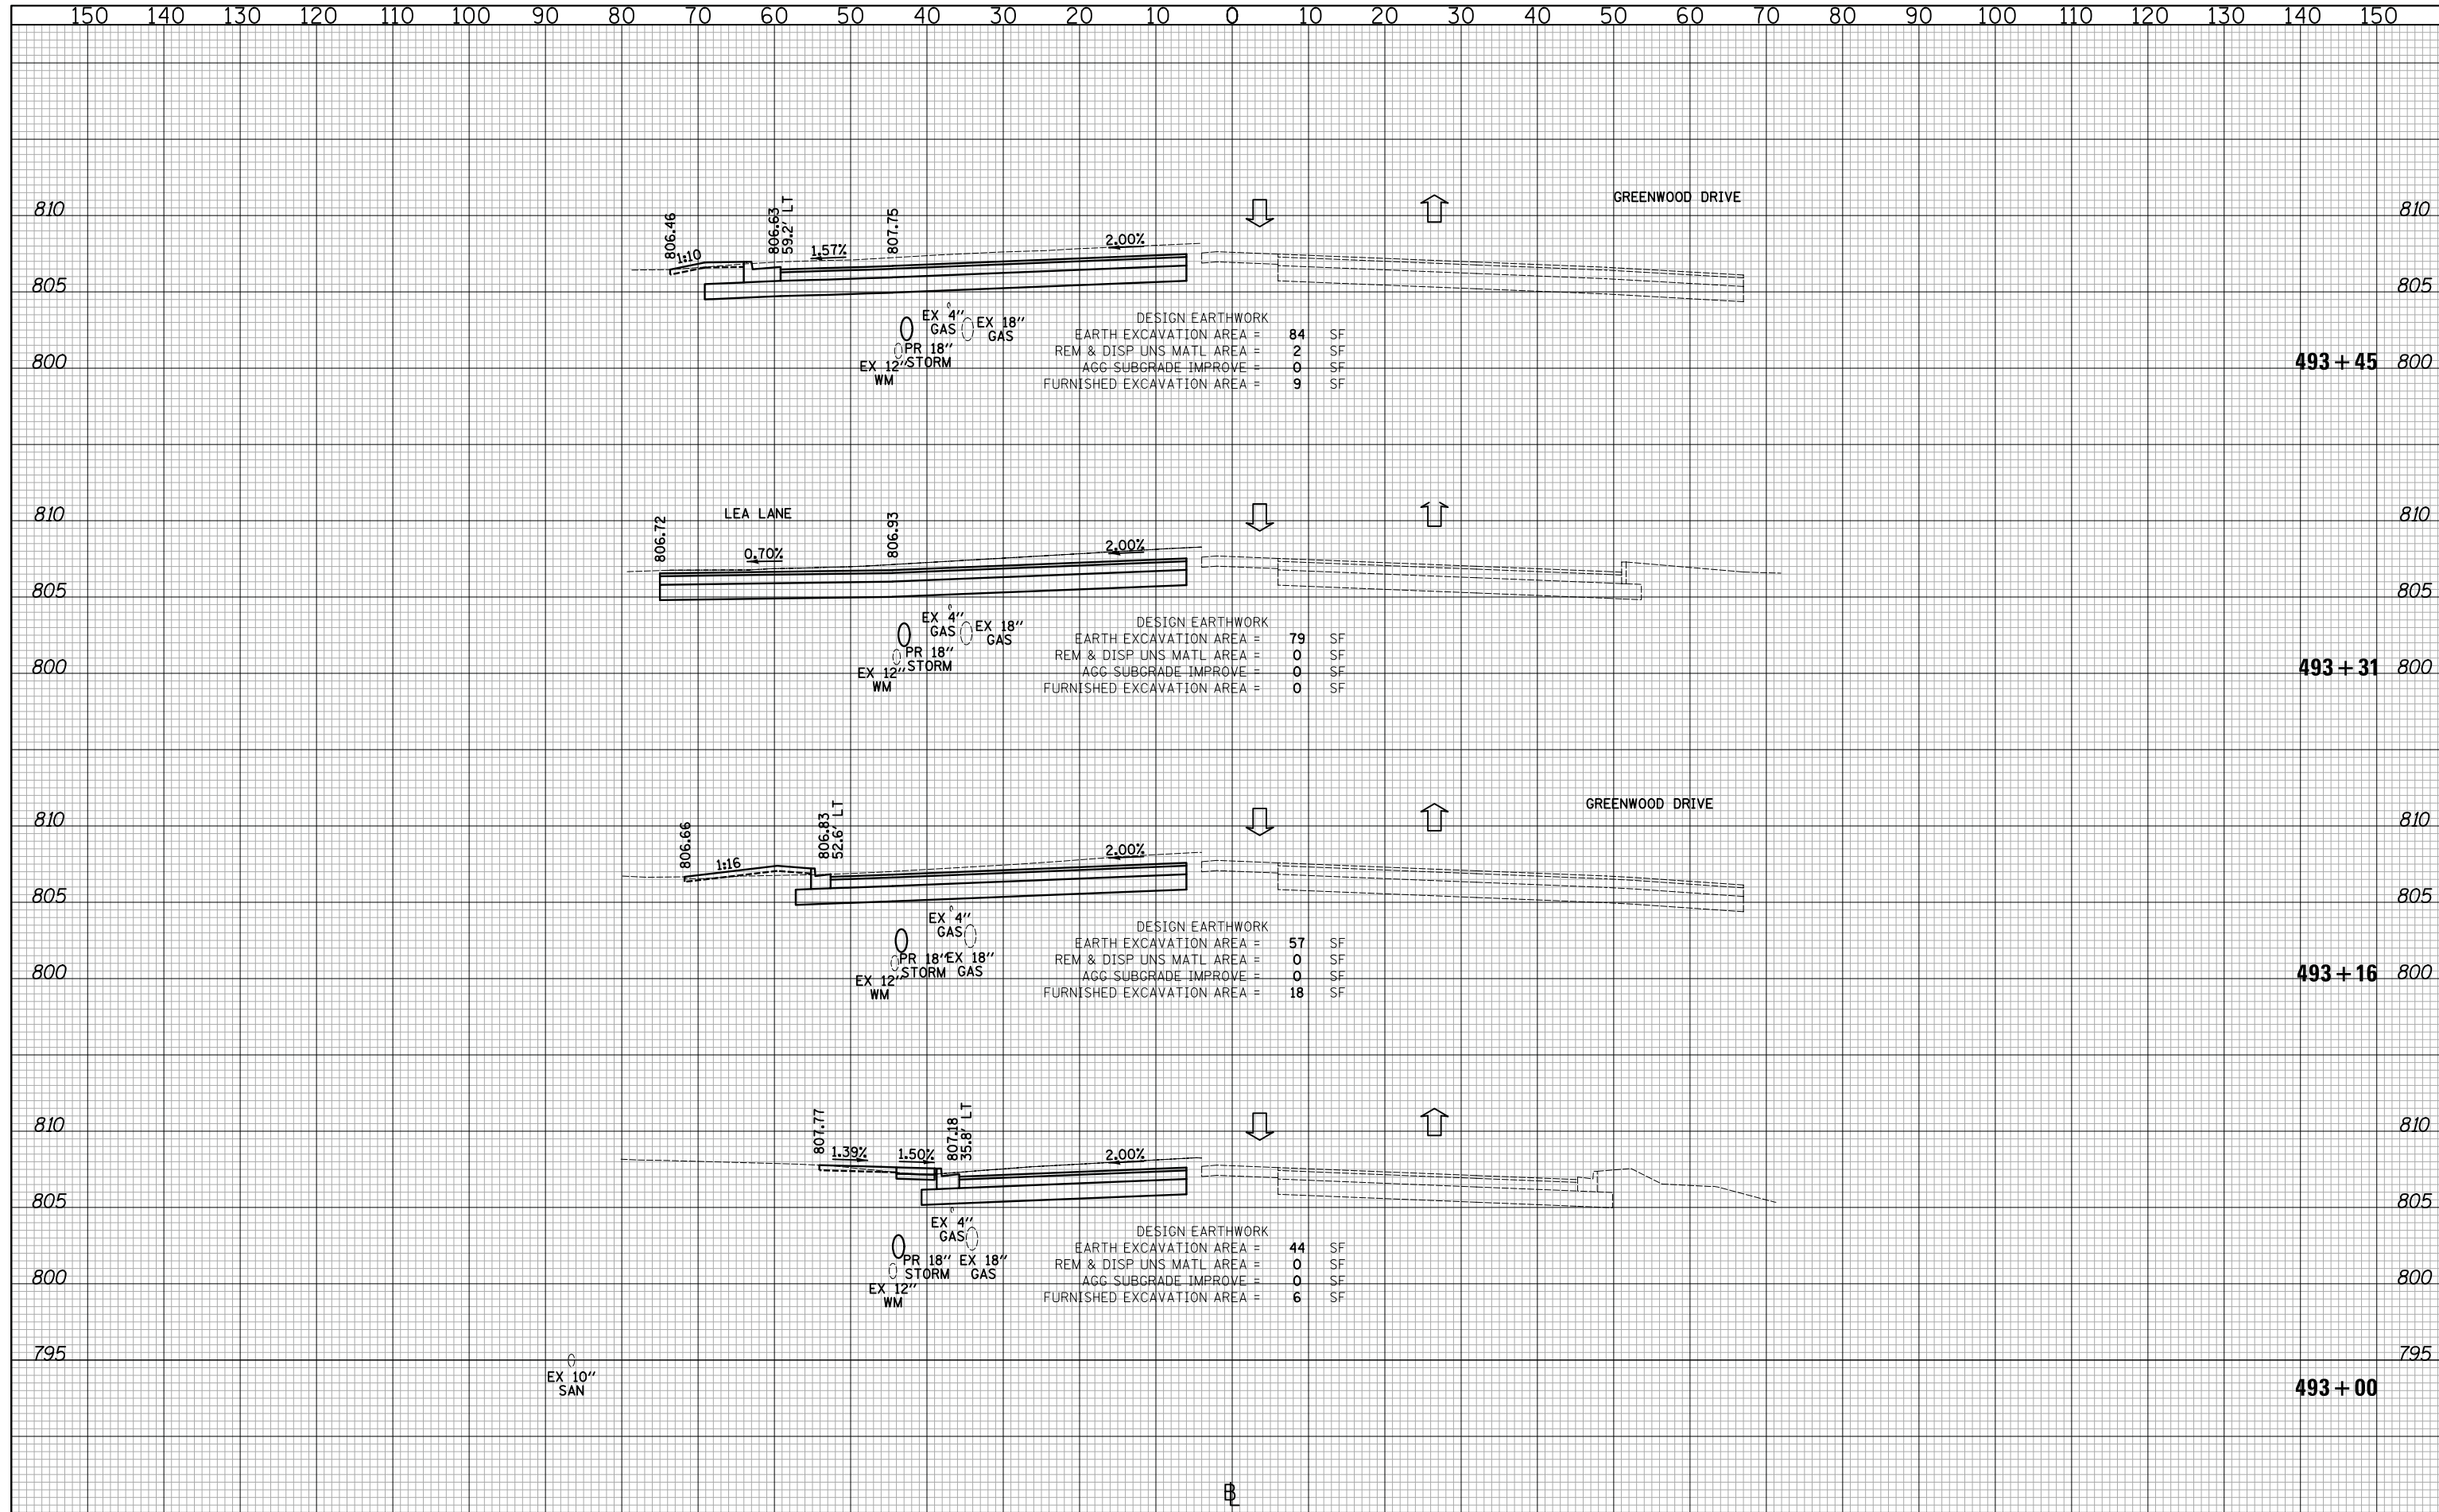 150 140 130 120 110 100 90 80 70 60 50 40 30 20 10 0 10 20 30 40 50 60 70 80 90 100 110 120 130 140 150
GREENWOOD DRIVE
810 810
806.46
806.63
59.2' LT
807.75
1:10
1.57%
2.00%
805 805
EX 4"
GAS
EX 18"
GAS
PR 18"
STORM
EX 12"
WM
DESIGN EARTHWORK
EARTH EXCAVATION AREA = 84 SF
REM & DISP UNS MATL AREA = 2 SF
AGG SUBGRADE IMPROVE = 0 SF
FURNISHED EXCAVATION AREA = 9 SF
800 493+45 800
LEA LANE
810 810
806.72
806.93
0.70%
2.00%
805 805
EX 4"
GAS
EX 18"
GAS
PR 18"
STORM
EX 12"
WM
DESIGN EARTHWORK
EARTH EXCAVATION AREA = 79 SF
REM & DISP UNS MATL AREA = 0 SF
AGG SUBGRADE IMPROVE = 0 SF
FURNISHED EXCAVATION AREA = 0 SF
800 493+31 800
GREENWOOD DRIVE
810 810
806.66
806.83
52.6' LT
1:16
2.00%
805 805
EX 4"
GAS
PR 18"
STORM
EX 18"
GAS
EX 12"
WM
DESIGN EARTHWORK
EARTH EXCAVATION AREA = 57 SF
REM & DISP UNS MATL AREA = 0 SF
AGG SUBGRADE IMPROVE = 0 SF
FURNISHED EXCAVATION AREA = 18 SF
800 493+16 800
810 810
807.77
807.18
35.8' LT
1.39%
1.50%
2.00%
805 805
EX 4"
GAS
PR 18"
STORM
EX 18"
GAS
EX 12"
WM
DESIGN EARTHWORK
EARTH EXCAVATION AREA = 44 SF
REM & DISP UNS MATL AREA = 0 SF
AGG SUBGRADE IMPROVE = 0 SF
FURNISHED EXCAVATION AREA = 6 SF
800 800
795 795
EX 10"
SAN
493+00
BL